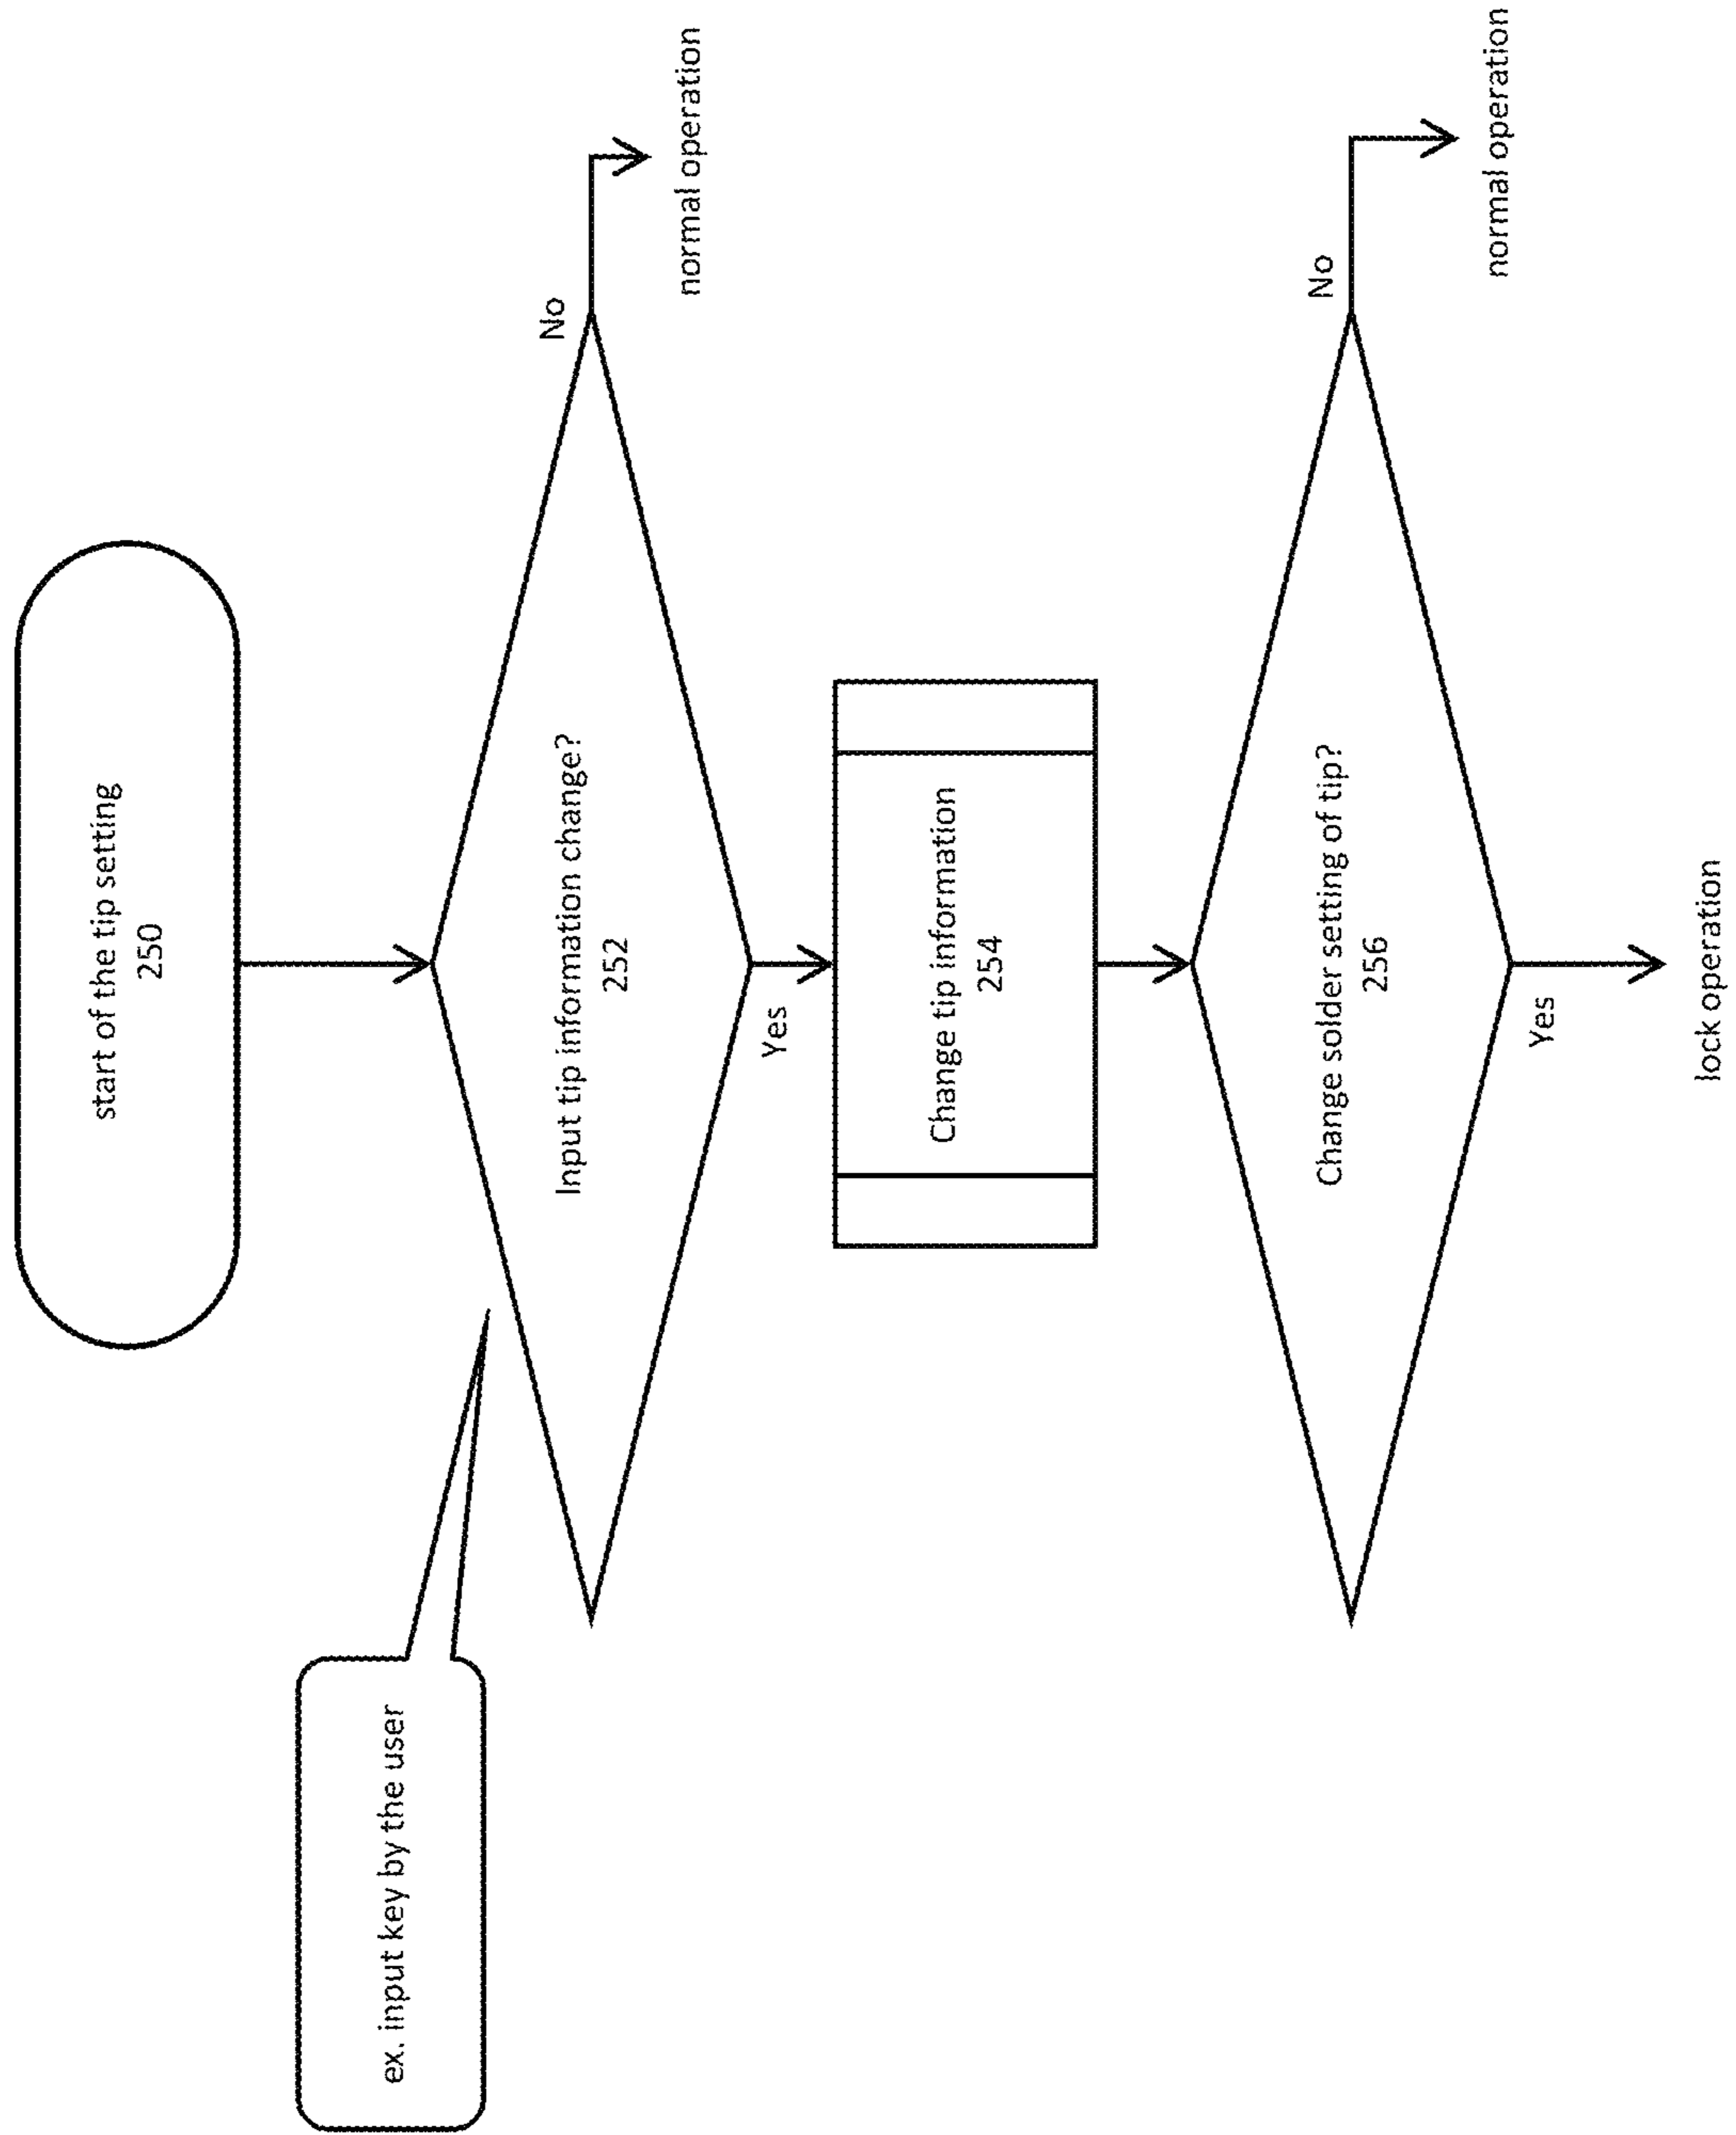 start of the tip setting
250
ex. input key by the user
Input tip information change?
252
No
normal operation
Yes
Change tip information
254
Change solder setting of tip?
256
No
normal operation
Yes
lock operation